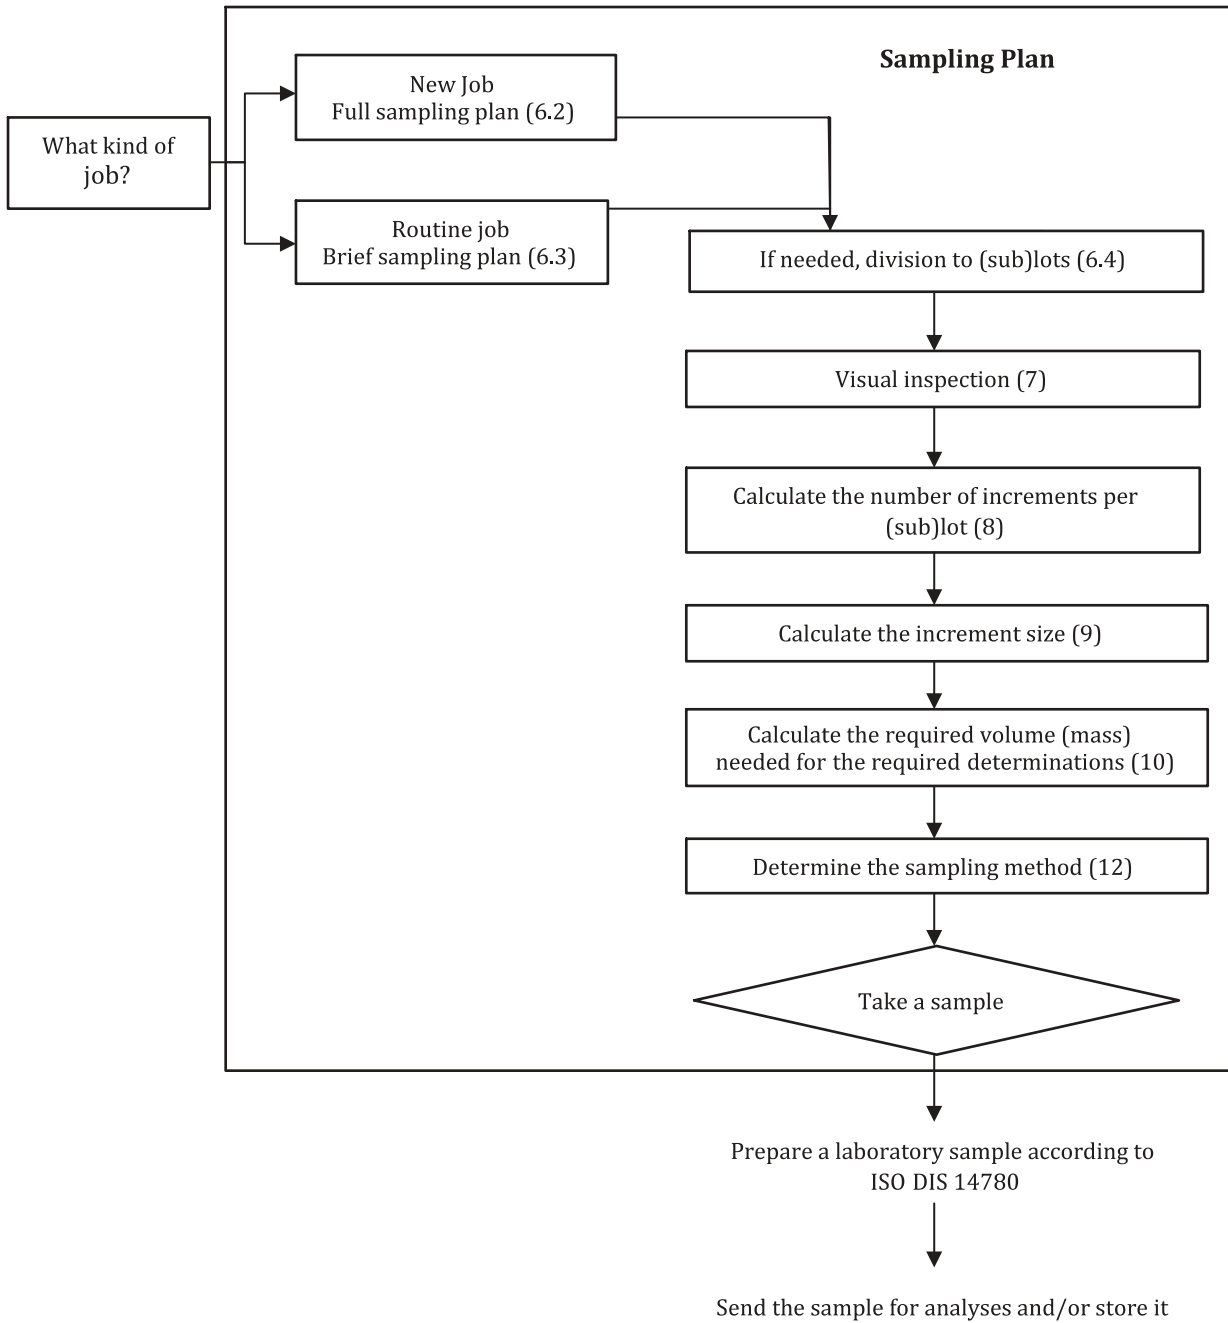 Sampling Plan
New Job
Full sampling plan (6.2)
What kind of
job?
Routine job
Brief sampling plan (6.3)
If needed, division to (sub)lots (6.4)
Visual inspection (7)
Calculate the number of increments per
(sub)lot (8)
Calculate the increment size (9)
Calculate the required volume (mass)
needed for the required determinations (10)
Determine the sampling method (12)
Take a sample
Prepare a laboratory sample according to
ISO DIS 14780
Send the sample for analyses and/or store it